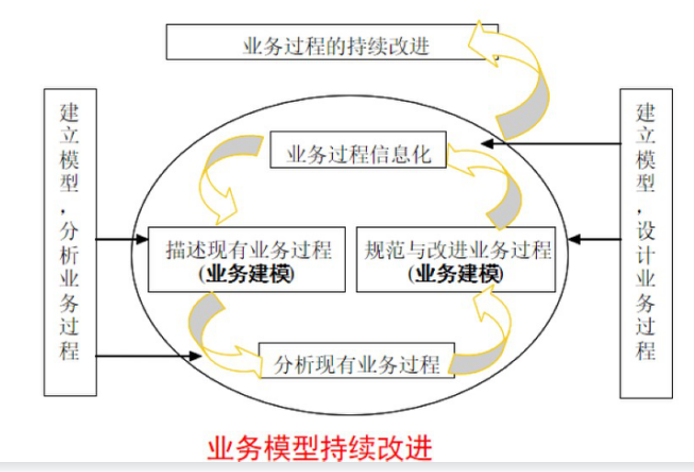 业务过程的持续改进
建立模型，分析业务过程
业务过程信息化
建立模型，设计业务过程
描述现有业务过程
(业务建模)
规范与改进业务过程
(业务建模)
分析现有业务过程
业务模型持续改进